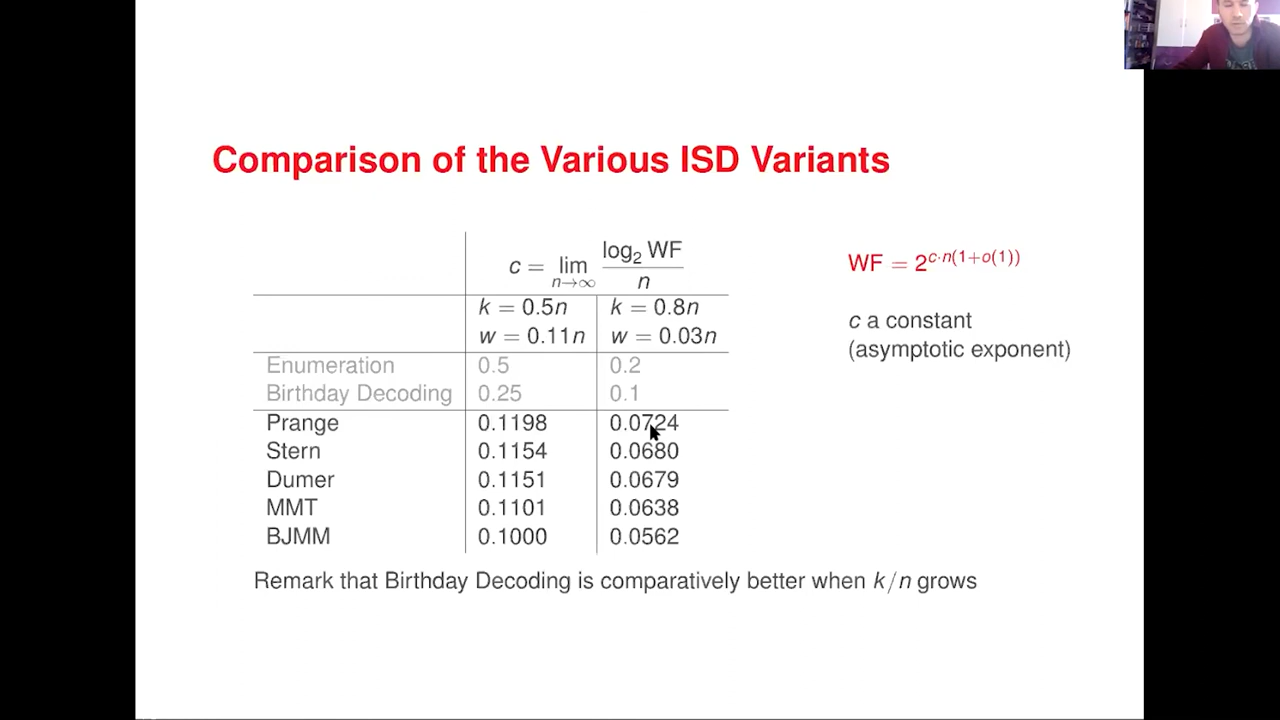 Comparison of the Various ISD Variants
c = lim n→∞ log₂ WF / n
WF = 2^{c·n(1+o(1))}
k = 0.5n k = 0.8n
w = 0.11n w = 0.03n
c a constant
(asymptotic exponent)
Enumeration 0.5 0.2
Birthday Decoding 0.25 0.1
Prange 0.1198 0.0724
Stern 0.1154 0.0680
Dumer 0.1151 0.0679
MMT 0.1101 0.0638
BJMM 0.1000 0.0562
Remark that Birthday Decoding is comparatively better when k/n grows